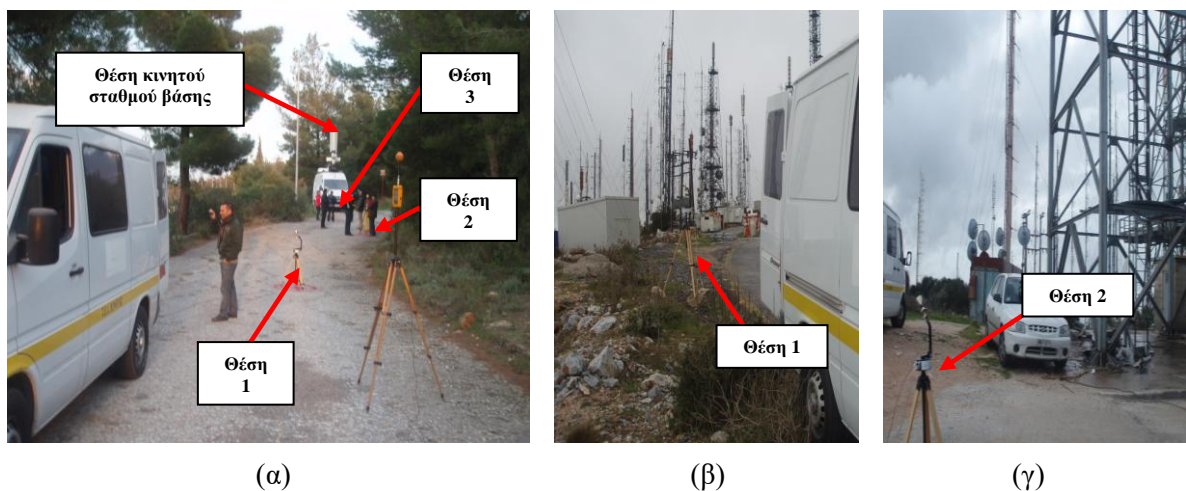 Θέση κινητού
σταθμού βάσης
Θέση
3
Θέση
2
Θέση
1
Θέση 1
Θέση 2
(α)
(β)
(γ)